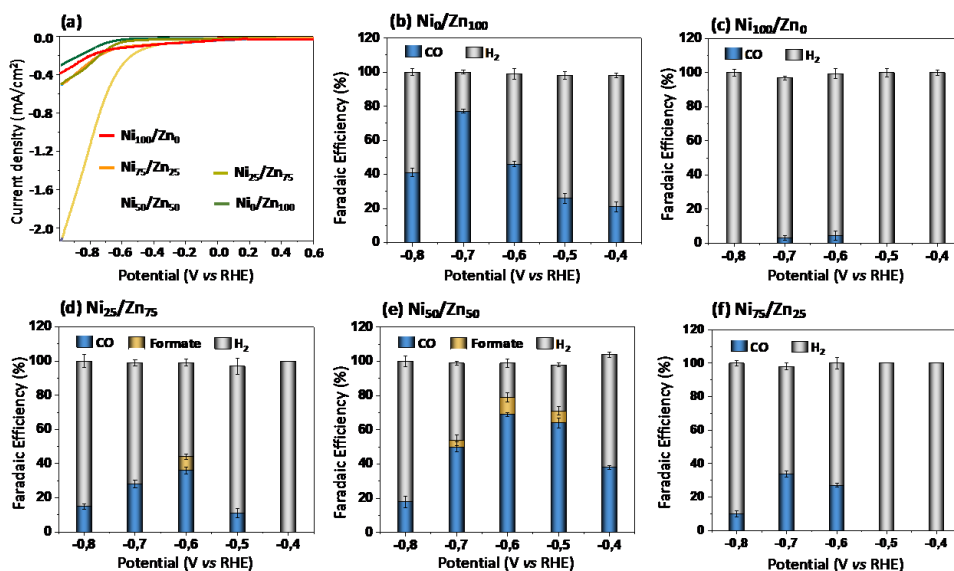 (a)
0.0
-0.4
-0.8
-1.2
-1.6
-2.0
Current density (mA/cm²)
Ni₁₀₀/Zn₀
Ni₇₅/Zn₂₅
Ni₅₀/Zn₅₀
Ni₂₅/Zn₇₅
Ni₀/Zn₁₀₀
-0.8 -0.6 -0.4 -0.2 0.0 0.2 0.4 0.6
Potential (V vs RHE)
(b) Ni₀/Zn₁₀₀
CO H₂
120
100
80
60
40
20
0
Faradaic Efficiency (%)
-0,8 -0,7 -0,6 -0,5 -0,4
Potential (V vs RHE)
(c) Ni₁₀₀/Zn₀
CO H₂
120
100
80
60
40
20
0
Faradaic Efficiency (%)
-0,8 -0,7 -0,6 -0,5 -0,4
Potential (V vs RHE)
(d) Ni₂₅/Zn₇₅
CO Formate H₂
120
100
80
60
40
20
0
Faradaic Efficiency (%)
-0,8 -0,7 -0,6 -0,5 -0,4
Potential (V vs RHE)
(e) Ni₅₀/Zn₅₀
CO Formate H₂
120
100
80
60
40
20
0
Faradaic Efficiency (%)
-0,8 -0,7 -0,6 -0,5 -0,4
Potential (V vs RHE)
(f) Ni₇₅/Zn₂₅
CO H₂
120
100
80
60
40
20
0
Faradaic Efficiency (%)
-0,8 -0,7 -0,6 -0,5 -0,4
Potential (V vs RHE)